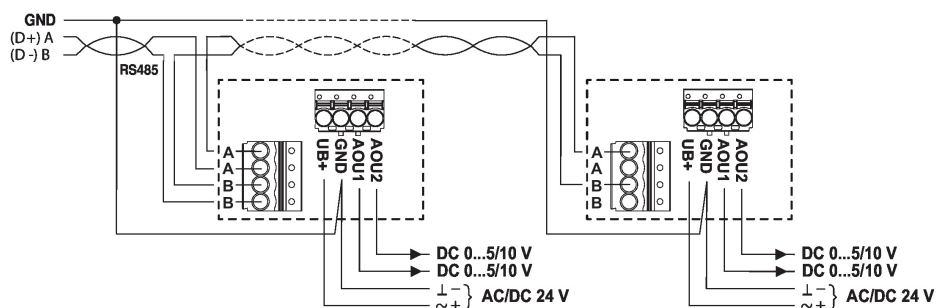 GND
(D+) A
(D -) B
RS485
A
A
B
B
UB+
GND
AOU1
AOU2
DC 0...5/10 V
DC 0...5/10 V
⊥ –
~ +
AC/DC 24 V
A
A
B
B
UB+
GND
AOU1
AOU2
DC 0...5/10 V
DC 0...5/10 V
⊥ –
~ +
AC/DC 24 V